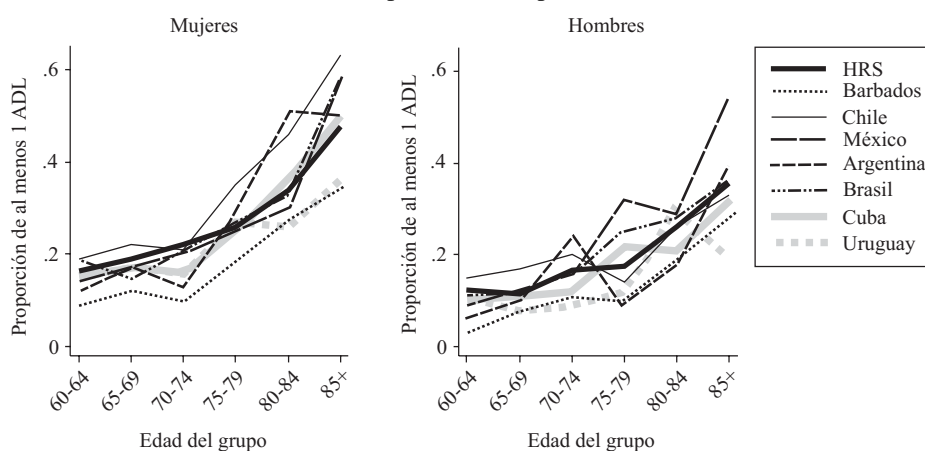 Mujeres
Hombres
Proporción de al menos 1 ADL
.6
.4
.2
0
60-64
65-69
70-74
75-79
80-84
85+
Edad del grupo
Proporción de al menos 1 ADL
.6
.4
.2
0
60-64
65-69
70-74
75-79
80-84
85+
Edad del grupo
HRS
Barbados
Chile
México
Argentina
Brasil
Cuba
Uruguay